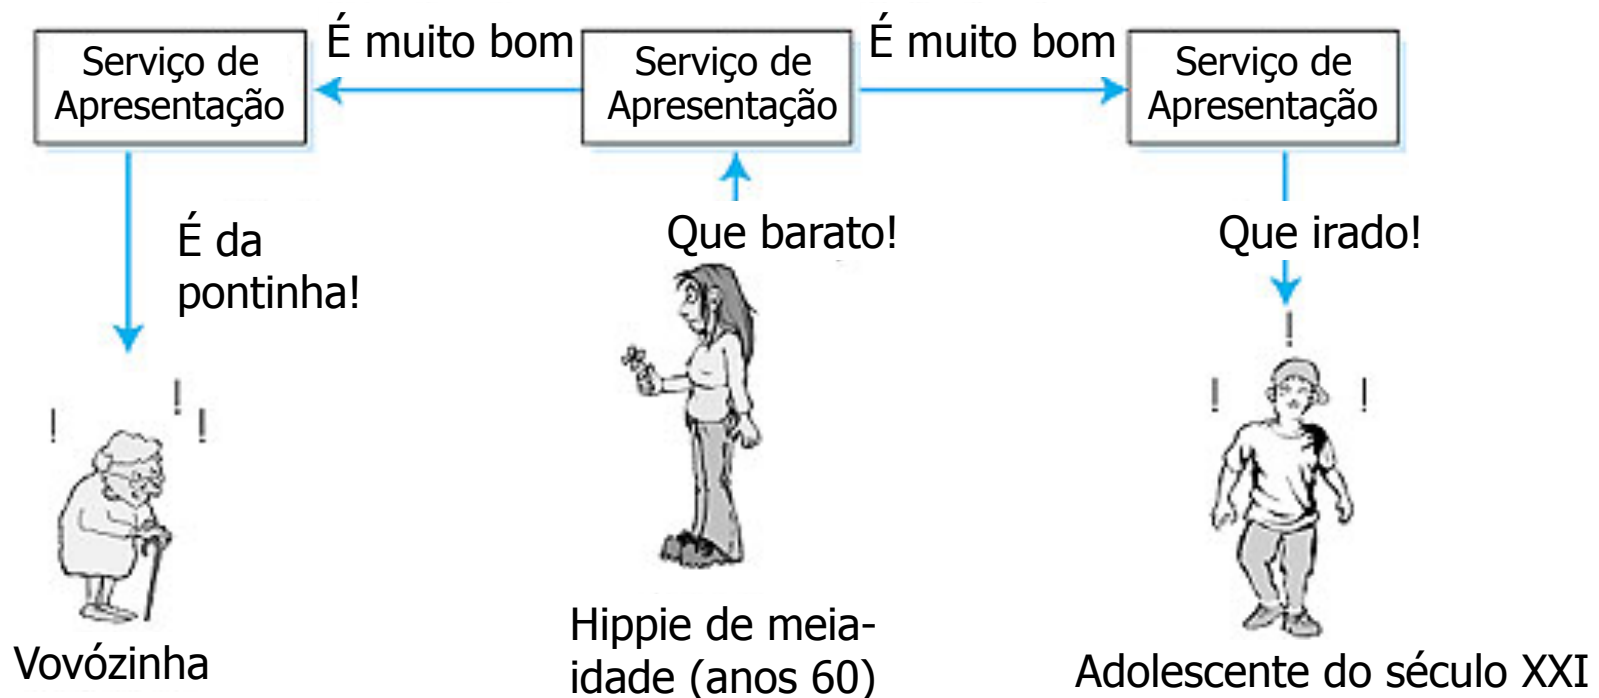 Serviço de
Apresentação
É muito bom
Serviço de
Apresentação
É muito bom
Serviço de
Apresentação
É da
pontinha!
Que barato!
Que irado!
! ! !
! ! !
Vovózinha
Hippie de meia-
idade (anos 60)
Adolescente do século XXI